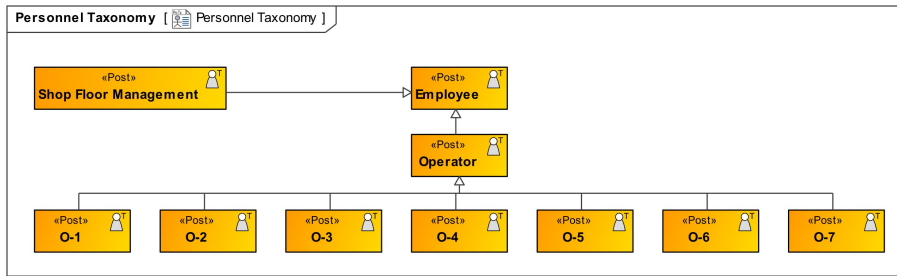 Personnel Taxonomy [ Personnel Taxonomy ]
«Post»
Shop Floor Management
«Post»
Employee
«Post»
Operator
«Post»
O-1
«Post»
O-2
«Post»
O-3
«Post»
O-4
«Post»
O-5
«Post»
O-6
«Post»
O-7
T
T
T
T
T
T
T
T
T
T